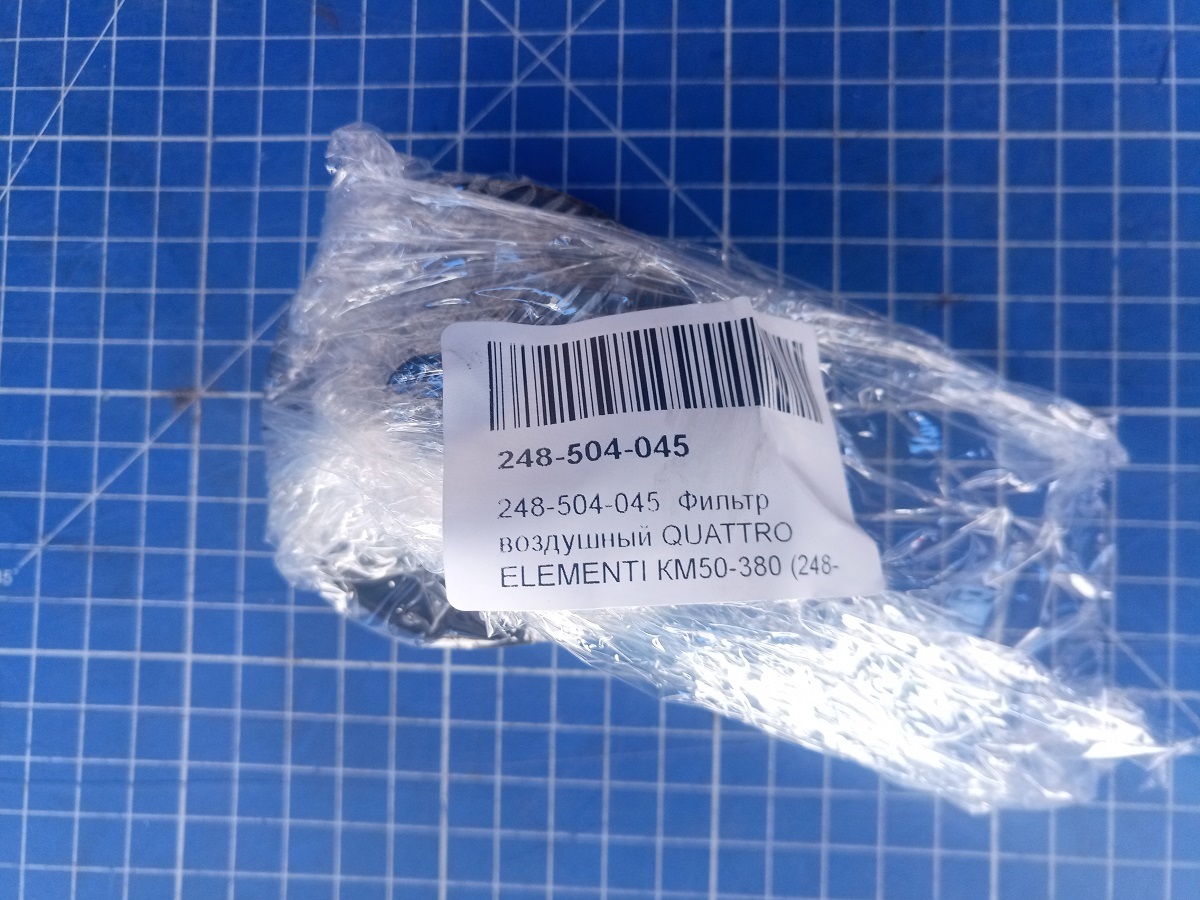 248-504-045
248-504-045 Фильтр
воздушный QUATTRO
ELEMENTI КМ50-380 (248-